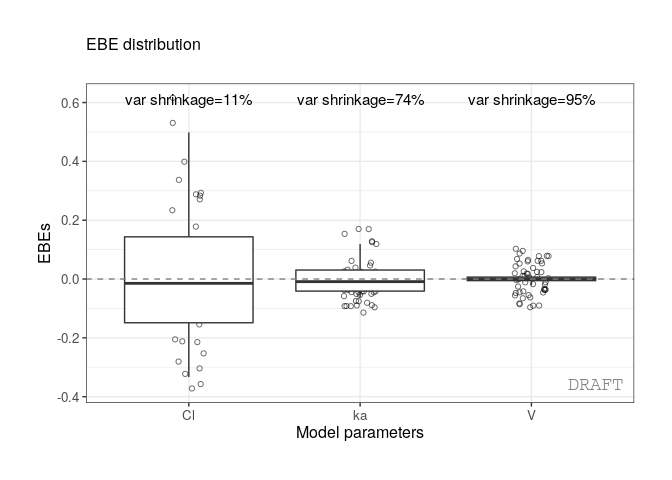 EBE distribution
var shrinkage=11% var shrinkage=74% var shrinkage=95%
0.6
0.4
0.2
0.0
-0.2
-0.4
EBEs
DRAFT
Cl ka V
Model parameters